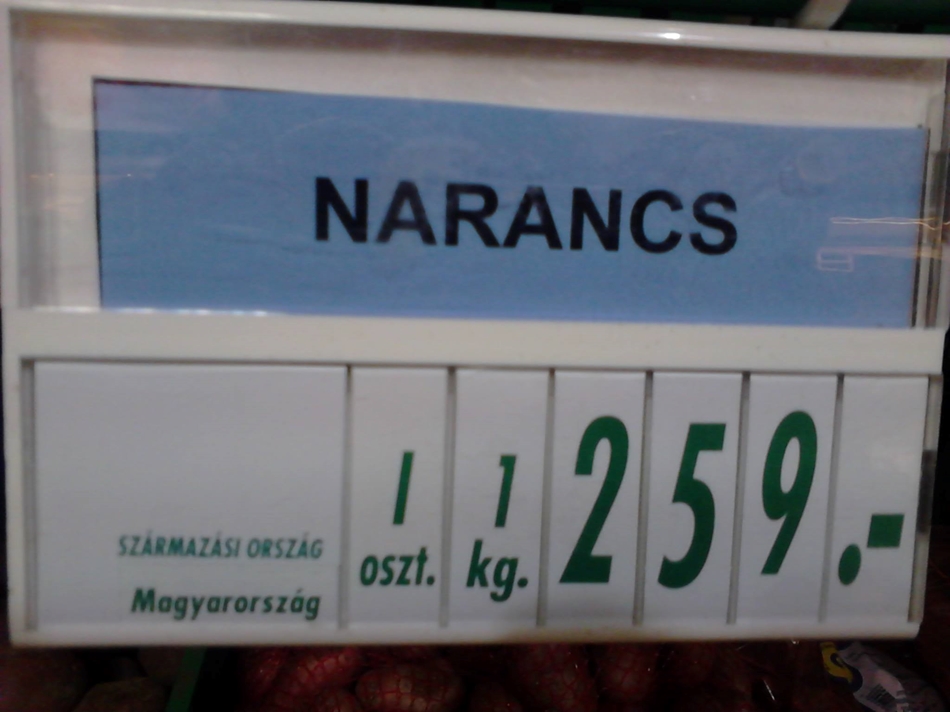 NARANCS
I 1 259.-
oszt. kg.
SZÁRMAZÁSI ORSZÁG
Magyarország